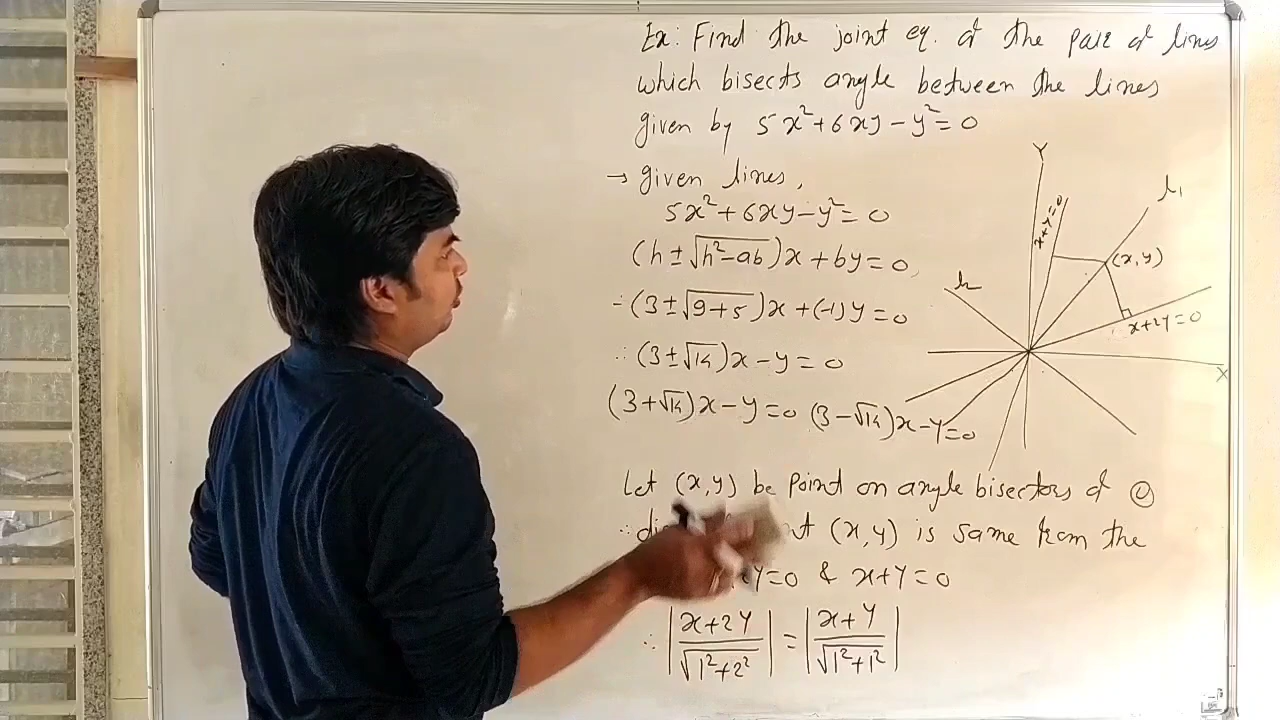 Ex: Find the joint eq. of the pair of lines
which bisects angle between the lines
given by 5x²+6xy-y²=0
→ given lines,
5x²+6xy-y²=0
(h±√h²-ab)x+by=0,
∴(3±√9+5)x+(-1)y=0
∴(3±√14)x-y=0
(3+√14)x-y=0 (3-√14)x-y=0
Let (x,y) be point on angle bisectors of
(x,y) is same from the
y=0 & x+y=0
∴ |x+2y/√1²+2²| = |x+y/√1²+1²|
Y
x+y=0
l₁
(x,y)
x+2y=0
X